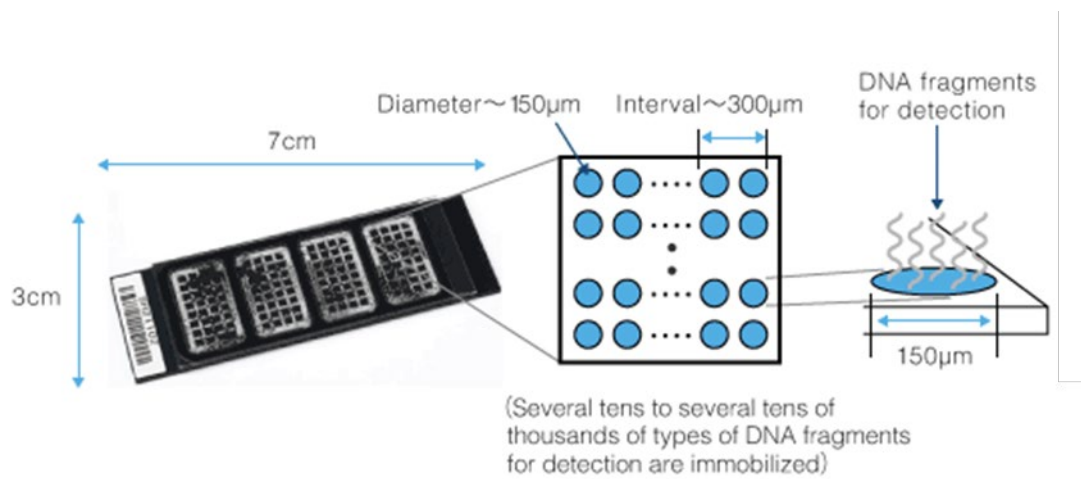 Diameter~150μm
Interval~300μm
DNA fragments
for detection
7cm
3cm
150μm
(Several tens to several tens of
thousands of types of DNA fragments
for detection are immobilized)